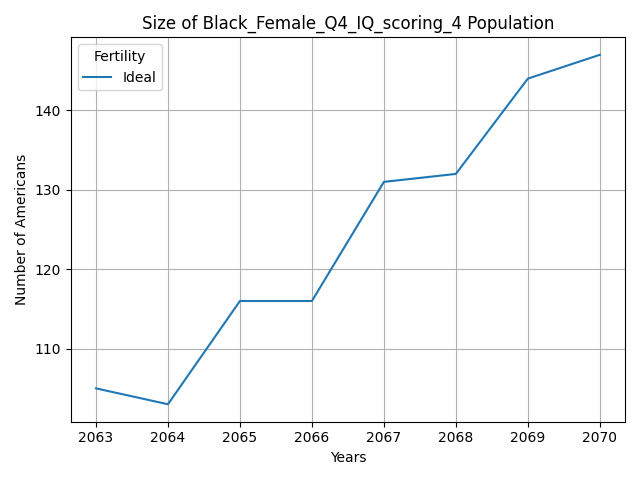 Size of Black_Female_Q4_IQ_scoring_4 Population
Fertility
Ideal
Number of Americans
140
130
120
110
2063 2064 2065 2066 2067 2068 2069 2070
Years